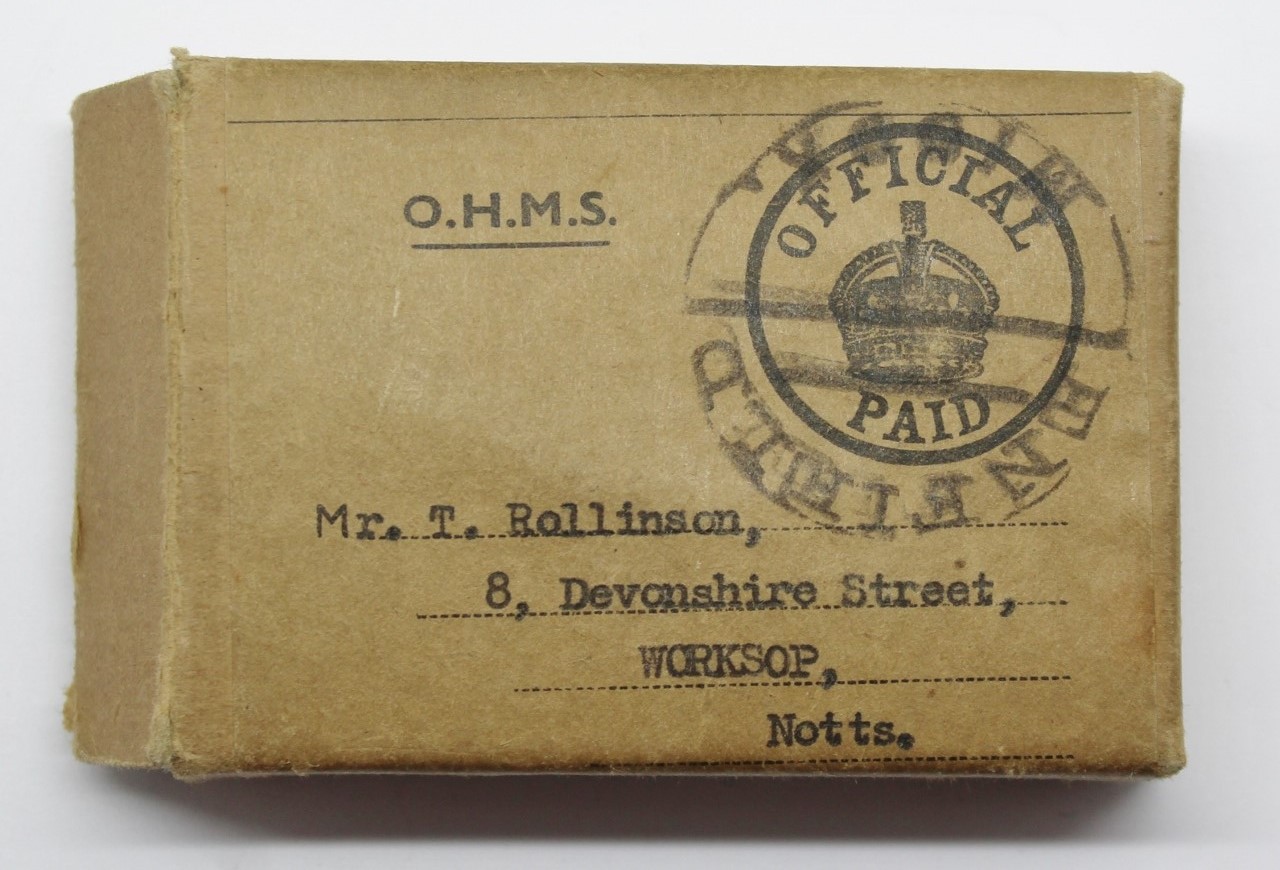 O.H.M.S.
OFFICIAL
PAID
Mr. T. Rollinson,
8, Devonshire Street,
WORKSOP,
Notts.